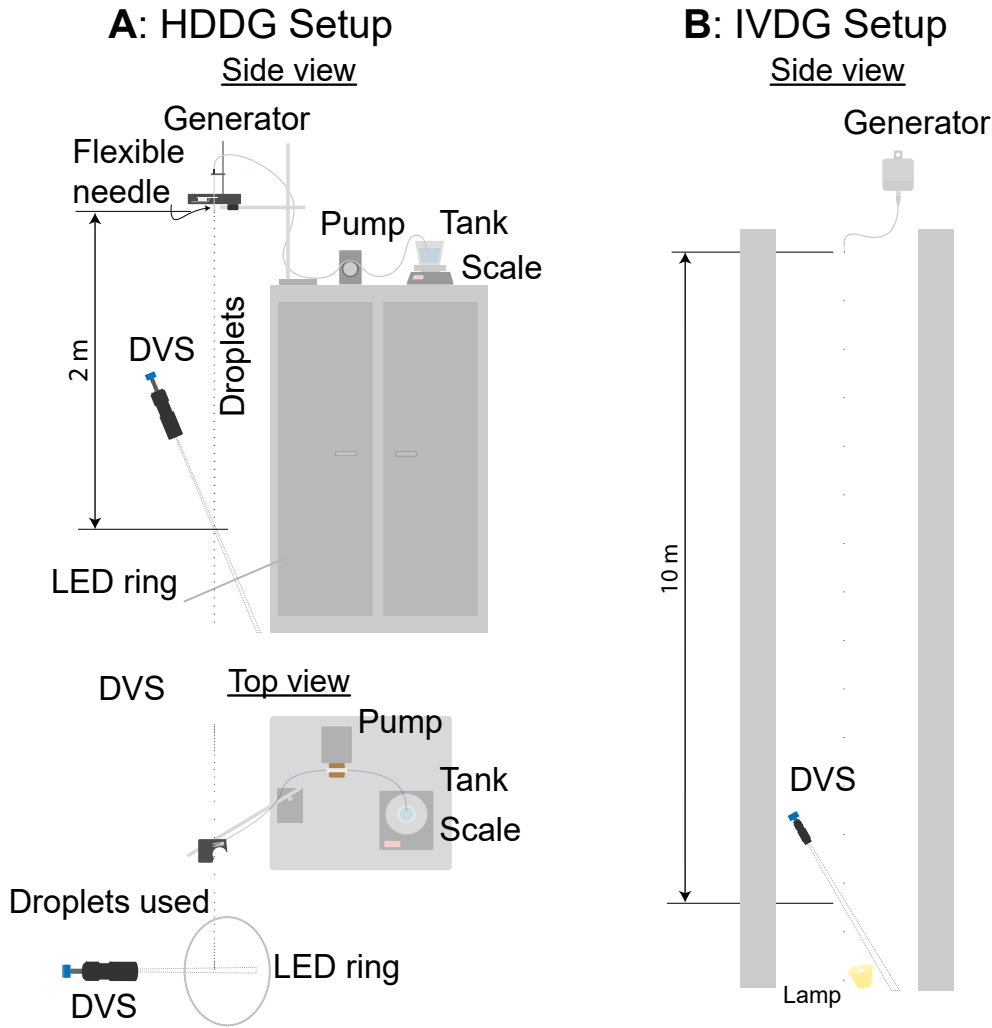 A: HDDG Setup
Side view
Generator
Flexible
needle
Pump
Tank
Scale
DVS
Droplets
2 m
LED ring
DVS
Top view
Pump
Tank
Scale
Droplets used
LED ring
DVS
B: IVDG Setup
Side view
Generator
10 m
DVS
Lamp